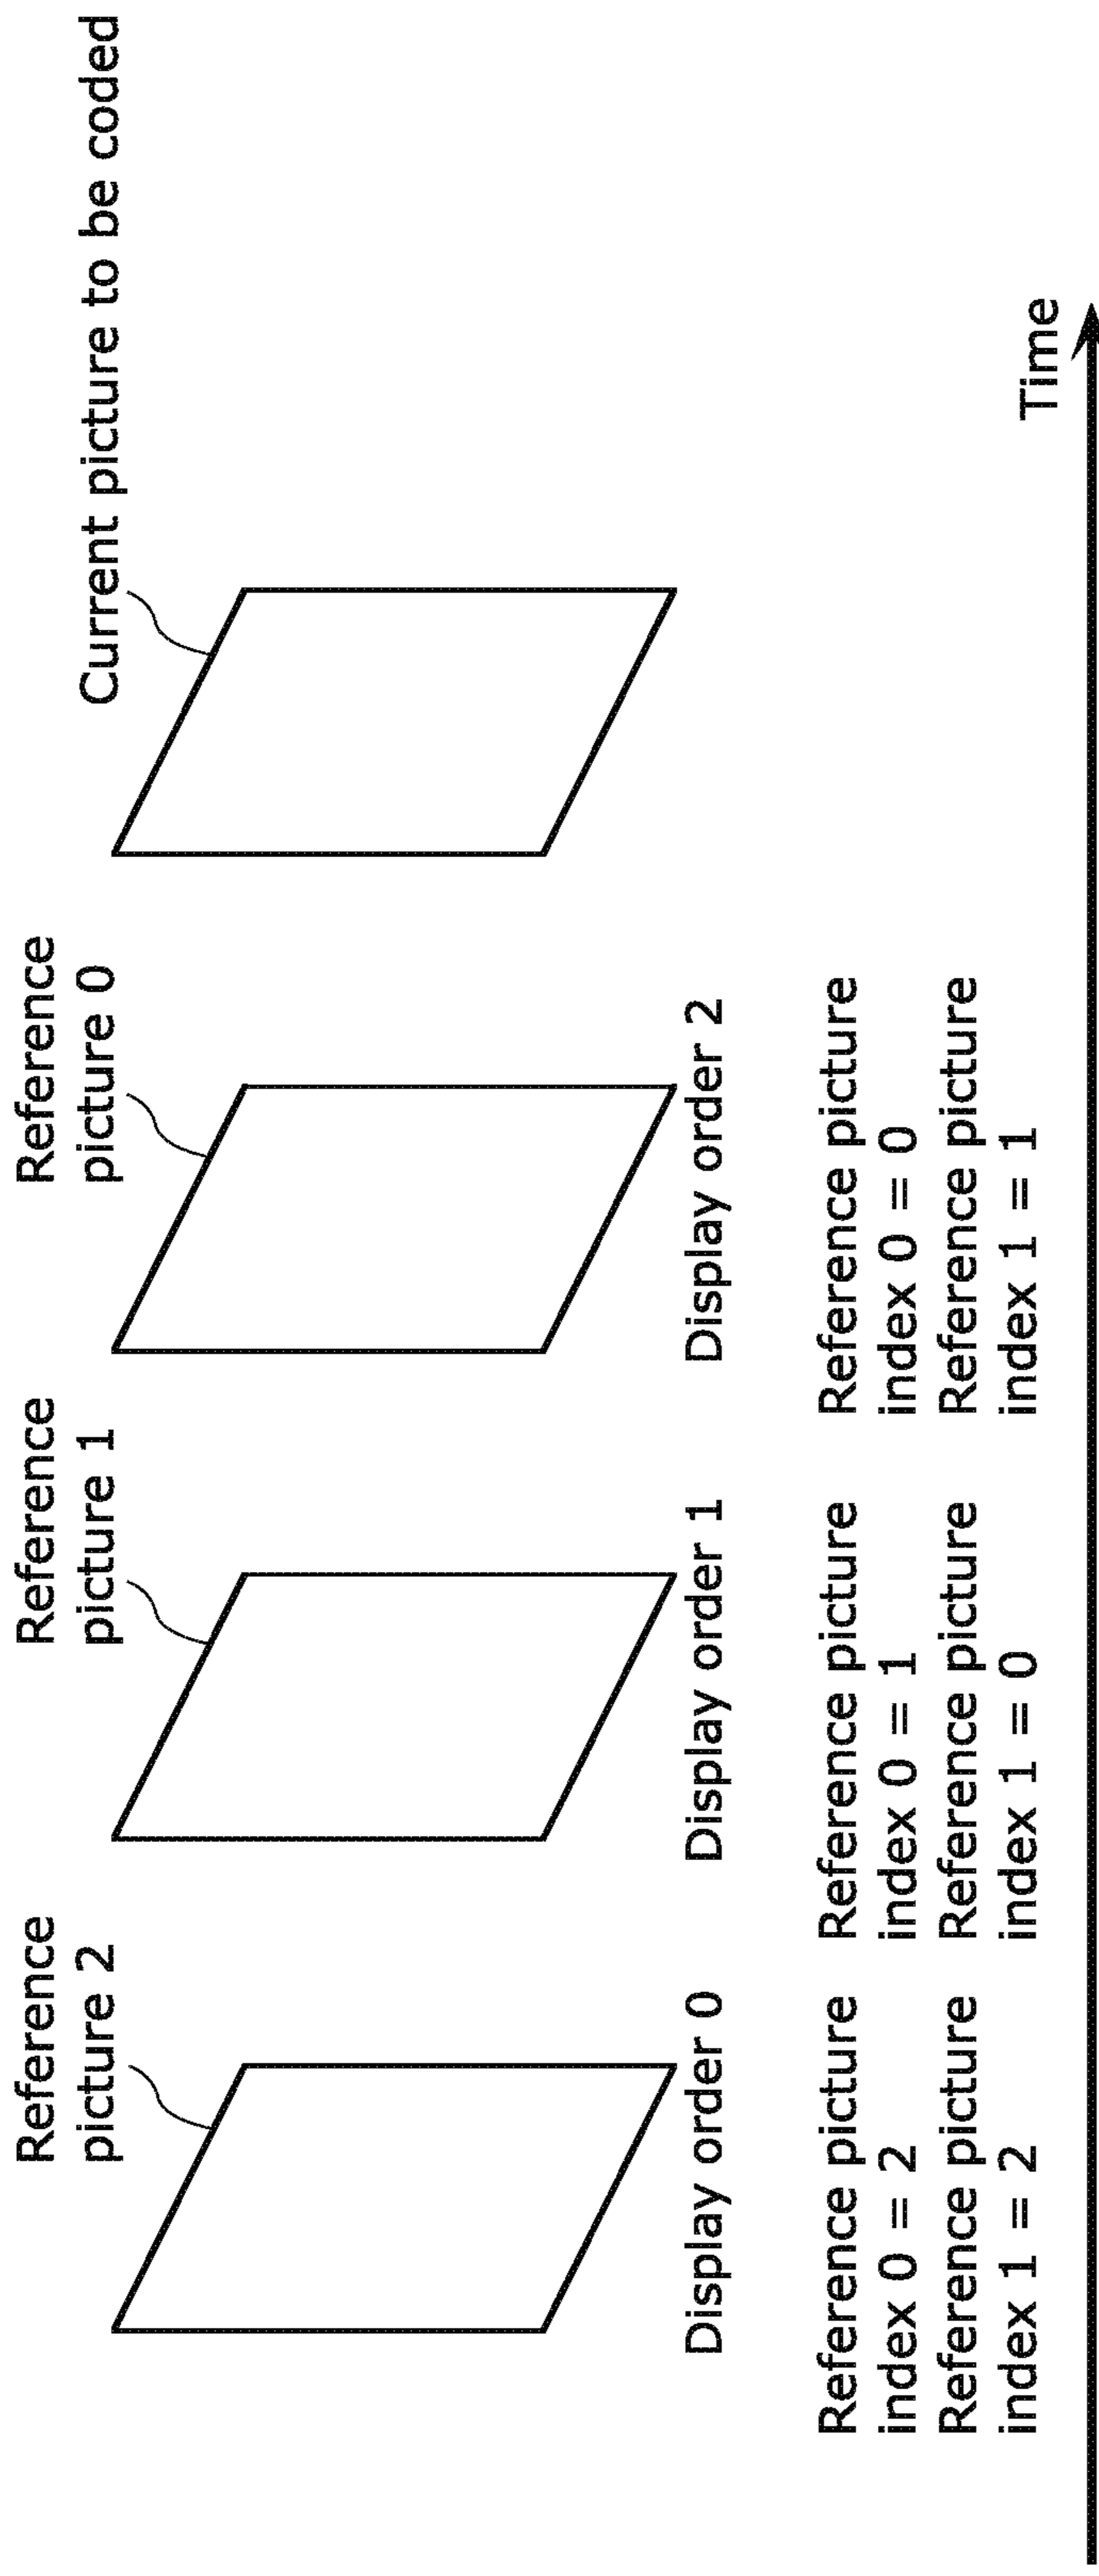 Reference
picture 2
Reference
picture 1
Reference
picture 0
Current picture to be coded
Display order 0
Display order 1
Display order 2
Reference picture
index 0 = 2
Reference picture
index 1 = 2
Reference picture
index 0 = 1
Reference picture
index 1 = 0
Reference picture
index 0 = 0
Reference picture
index 1 = 1
Time